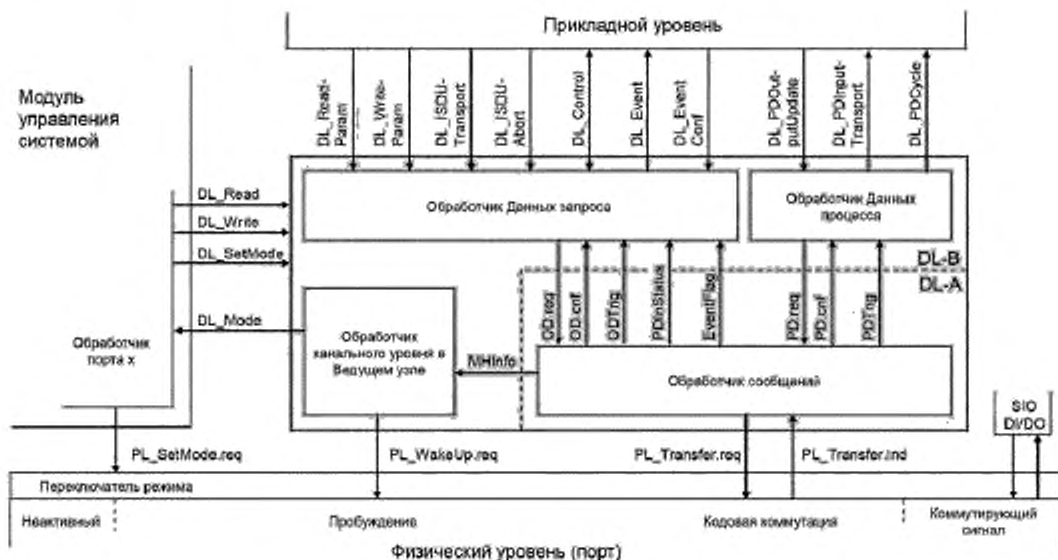 Прикладной уровень
Модуль
управления
системой
DL_Read-
Param
DL_Write-
Param
DL_ISDU-
Transport
DL_ISDU-
Abort
DL_Control
DL_Event
DL_Event
Conf
DL_PDOut-
putUpdate
DL_PDInput-
Transport
DL_PDCycle
DL_Read
DL_Write
DL_SetMode
DL_Mode
Обработчик Данных запроса
Обработчик Данных
процесса
DL-B
DL-A
OD.req
OD.cnf
ODTrig
PDInStatus
EventFlag
PD.req
PD.cnf
PDTrig
Обработчик
порта x
Обработчик
канального уровня в
Ведущем узле
MHInfo
Обработчик сообщений
SIO
DI/DO
PL_SetMode.req
PL_WakeUp.req
PL_Transfer.req
PL_Transfer.ind
Переключатель режима
Неактивный
Пробуждение
Кодовая коммутация
Коммутирующий
сигнал
Физический уровень (порт)